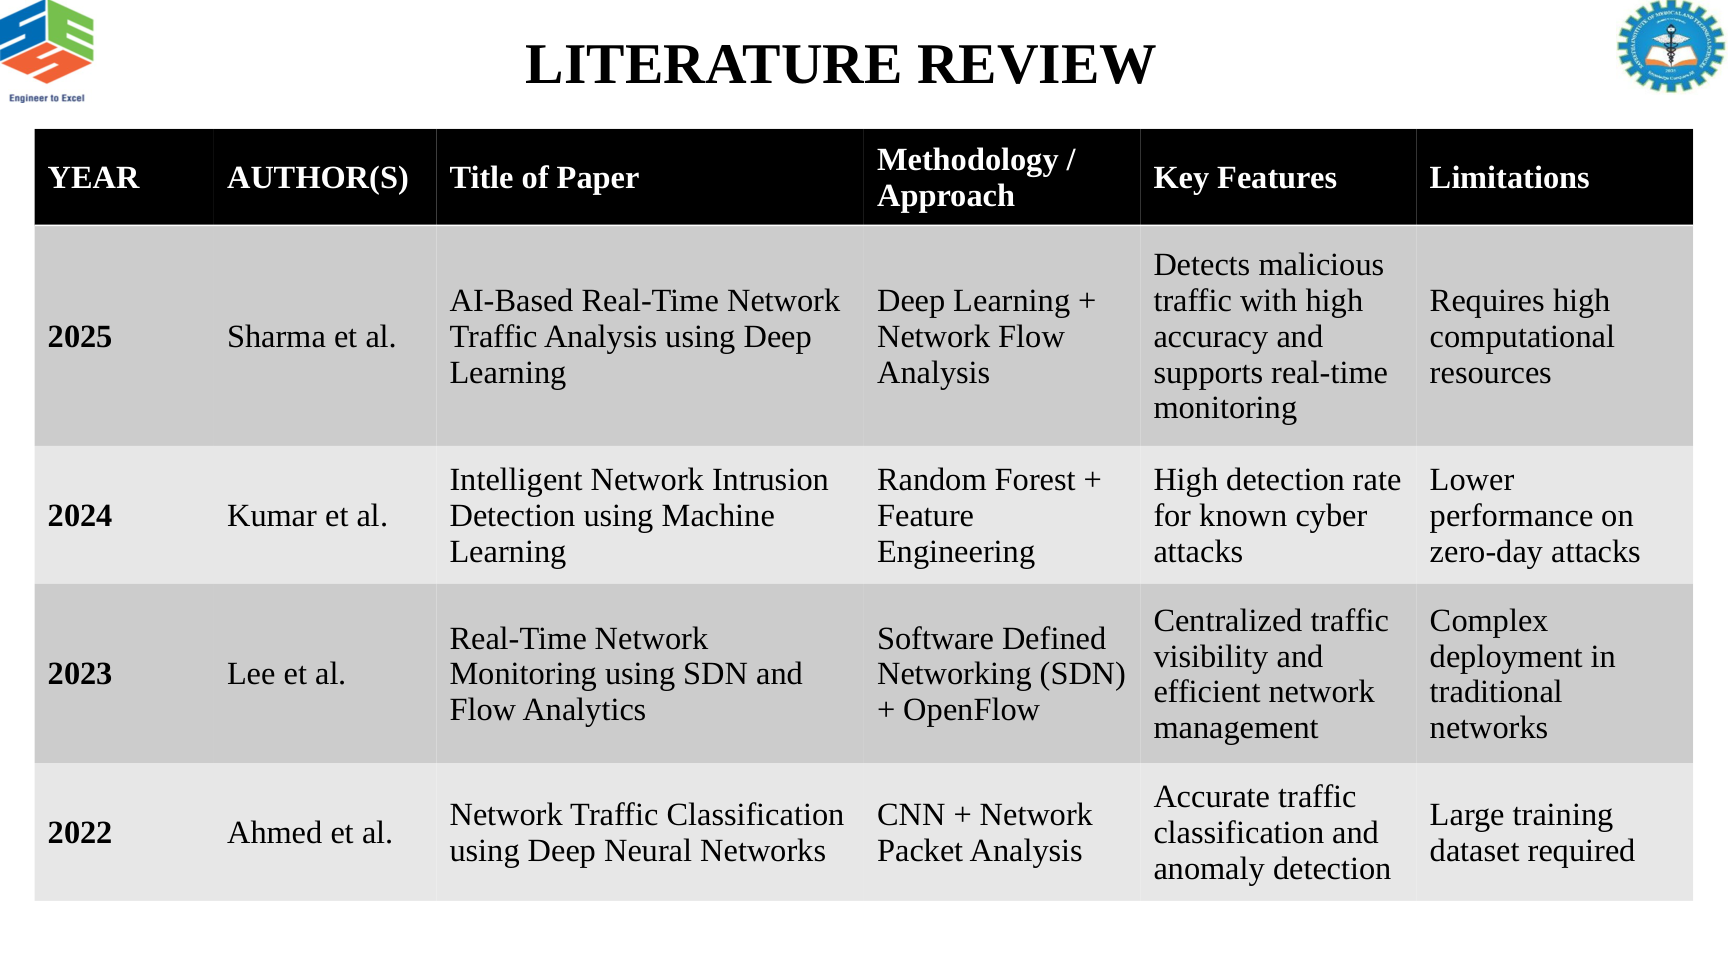 Engineer to Excel
LITERATURE REVIEW
YEAR
AUTHOR(S)
Title of Paper
Methodology /
Approach
Key Features
Limitations
2025
Sharma et al.
AI-Based Real-Time Network
Traffic Analysis using Deep
Learning
Deep Learning +
Network Flow
Analysis
Detects malicious
traffic with high
accuracy and
supports real-time
monitoring
Requires high
computational
resources
2024
Kumar et al.
Intelligent Network Intrusion
Detection using Machine
Learning
Random Forest +
Feature
Engineering
High detection rate
for known cyber
attacks
Lower
performance on
zero-day attacks
2023
Lee et al.
Real-Time Network
Monitoring using SDN and
Flow Analytics
Software Defined
Networking (SDN)
+ OpenFlow
Centralized traffic
visibility and
efficient network
management
Complex
deployment in
traditional
networks
2022
Ahmed et al.
Network Traffic Classification
using Deep Neural Networks
CNN + Network
Packet Analysis
Accurate traffic
classification and
anomaly detection
Large training
dataset required